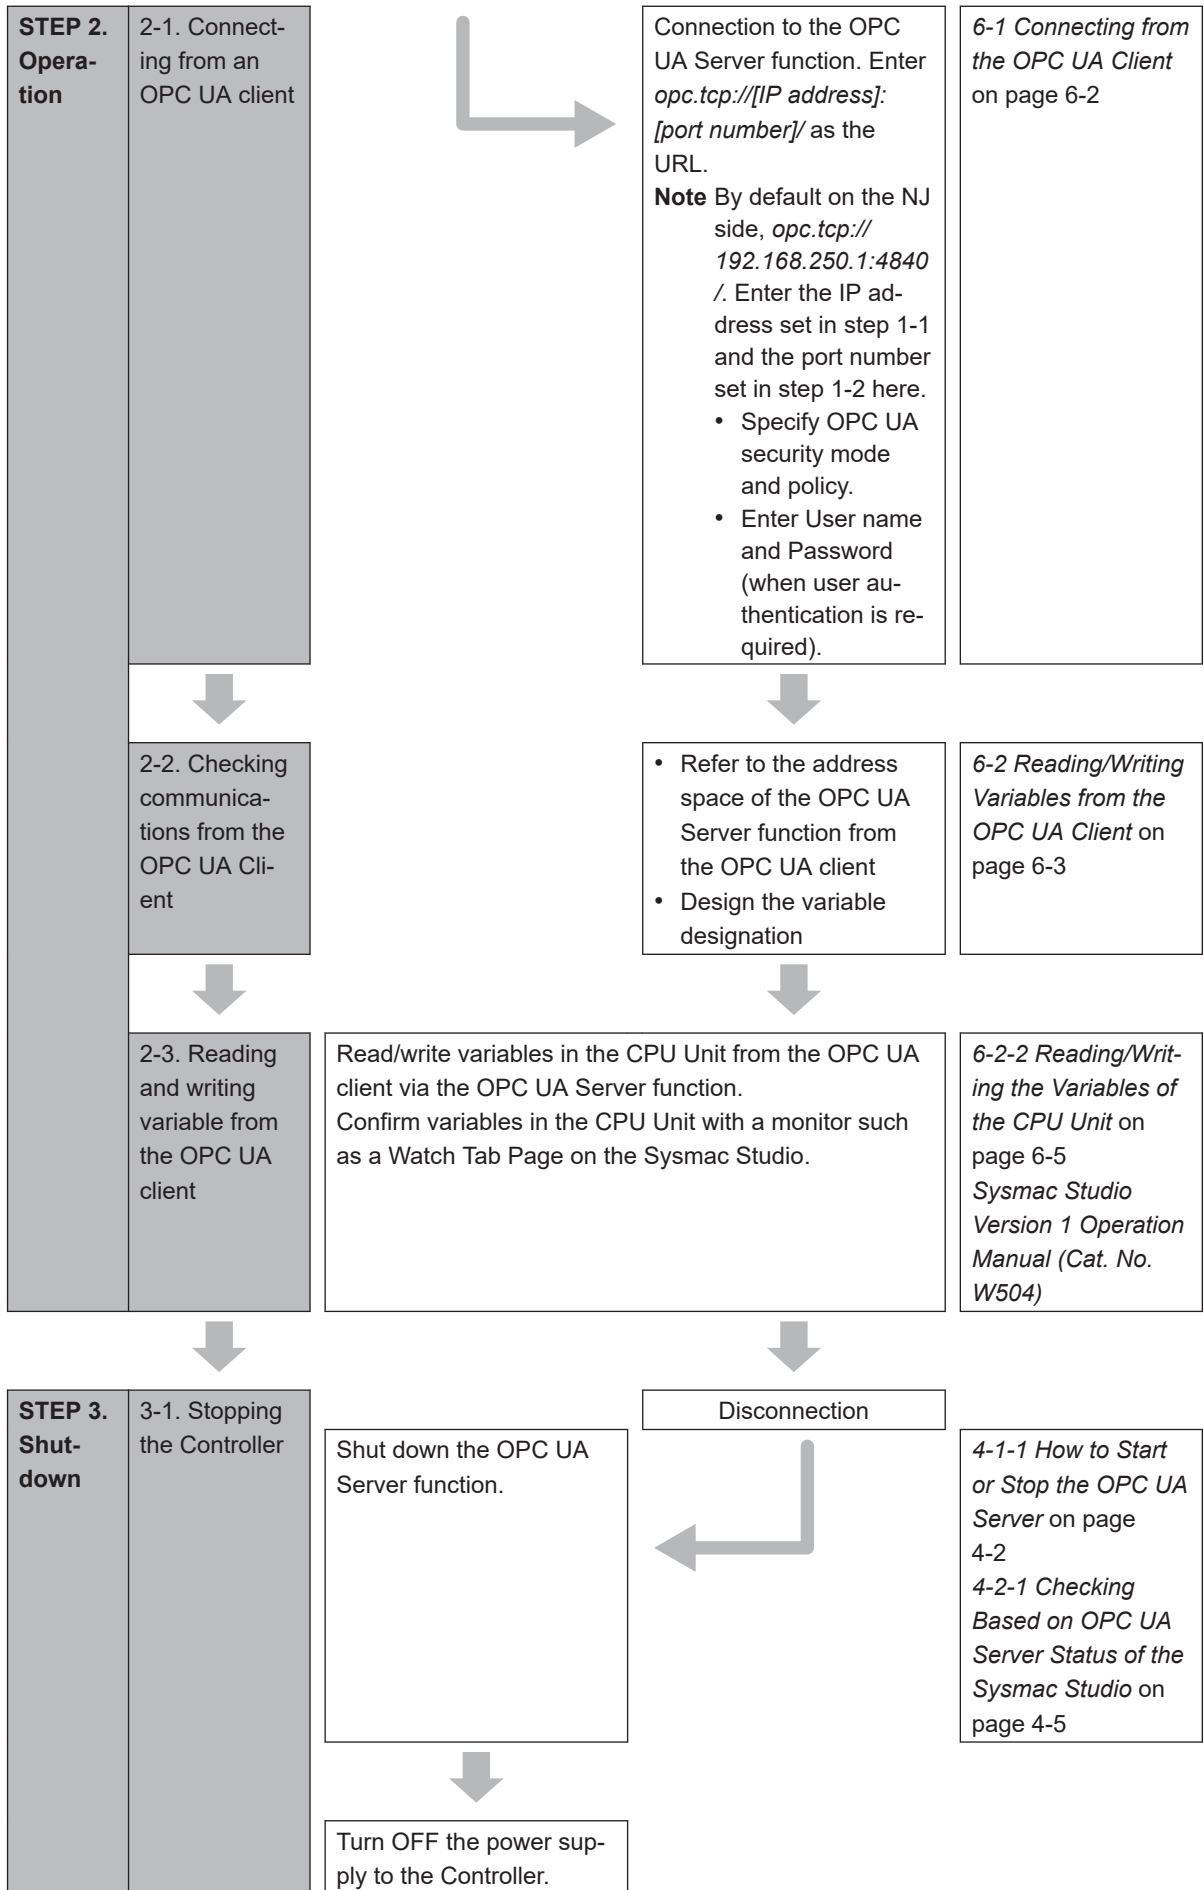 STEP 2.
Opera-
tion
2-1. Connect-
ing from an
OPC UA client
Connection to the OPC
UA Server function. Enter
opc.tcp://[IP address]:
[port number]/ as the
URL.
Note By default on the NJ
side, opc.tcp://
192.168.250.1:4840
/. Enter the IP ad-
dress set in step 1-1
and the port number
set in step 1-2 here.
• Specify OPC UA
security mode
and policy.
• Enter User name
and Password
(when user au-
thentication is re-
quired).
6-1 Connecting from
the OPC UA Client
on page 6-2
2-2. Checking
communica-
tions from the
OPC UA Cli-
ent
• Refer to the address
space of the OPC UA
Server function from
the OPC UA client
• Design the variable
designation
6-2 Reading/Writing
Variables from the
OPC UA Client on
page 6-3
2-3. Reading
and writing
variable from
the OPC UA
client
Read/write variables in the CPU Unit from the OPC UA
client via the OPC UA Server function.
Confirm variables in the CPU Unit with a monitor such
as a Watch Tab Page on the Sysmac Studio.
6-2-2 Reading/Writ-
ing the Variables of
the CPU Unit on
page 6-5
Sysmac Studio
Version 1 Operation
Manual (Cat. No.
W504)
STEP 3.
Shut-
down
3-1. Stopping
the Controller
Disconnection
Shut down the OPC UA
Server function.
4-1-1 How to Start
or Stop the OPC UA
Server on page
4-2
4-2-1 Checking
Based on OPC UA
Server Status of the
Sysmac Studio on
page 4-5
Turn OFF the power sup-
ply to the Controller.